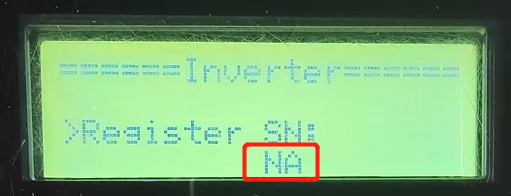 ======Inverter======
>Register SN:
NA